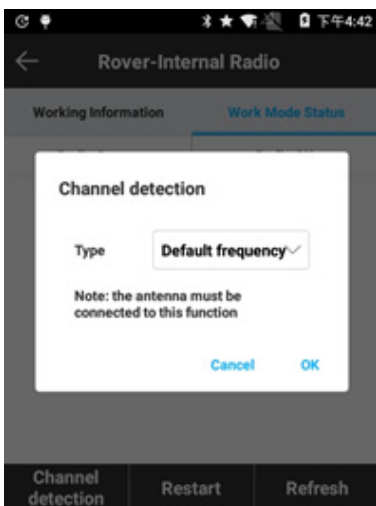 下午4:42
Rover-Internal Radio
Working Information
Work Mode Status
Channel detection
Type
Default frequency
Note: the antenna must be
connected to this function
Cancel
OK
Channel
detection
Restart
Refresh